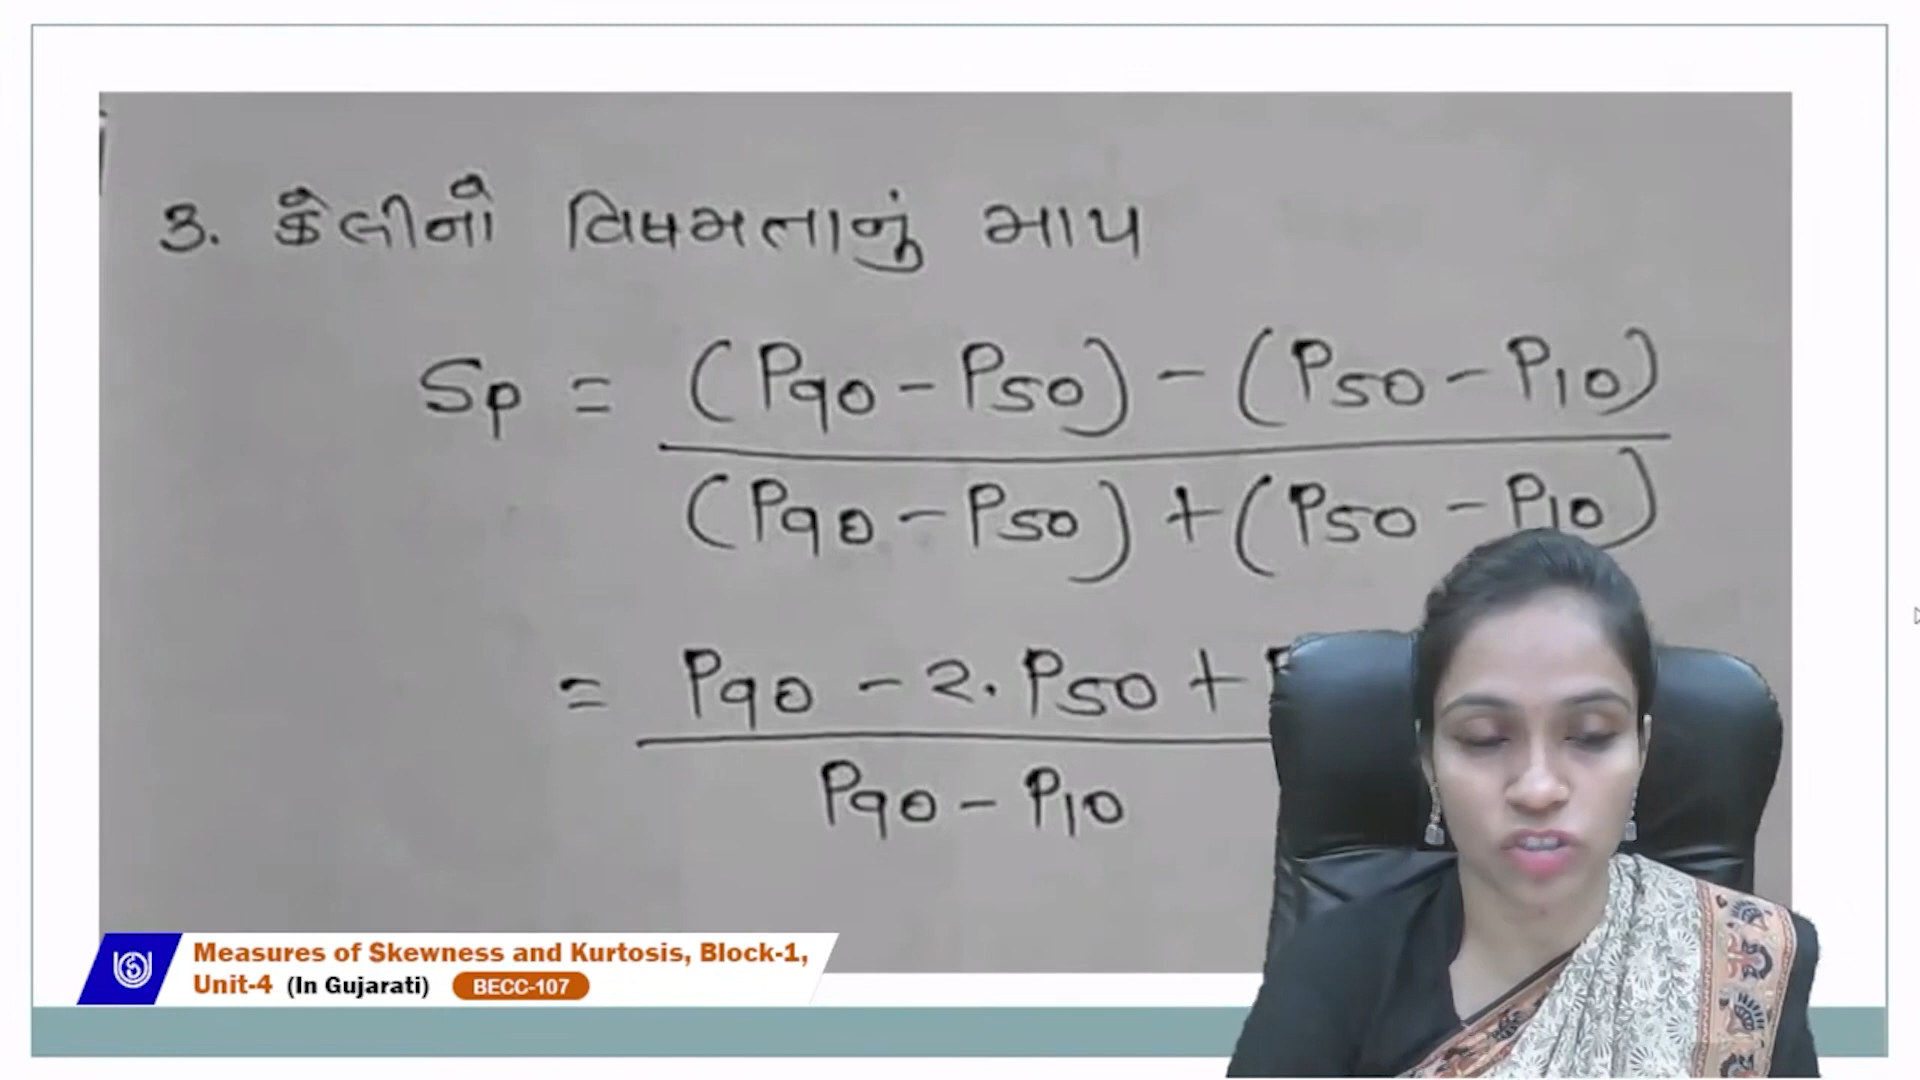 ૩. કેલીનો વિષમતાનું માપ
Sp = (P90 - P50) - (P50 - P10)
(P90 - P50) + (P50 - P10)
= P90 - 2. P50 +
P90 - P10
Measures of Skewness and Kurtosis, Block-1,
Unit-4 (In Gujarati) BECC-107